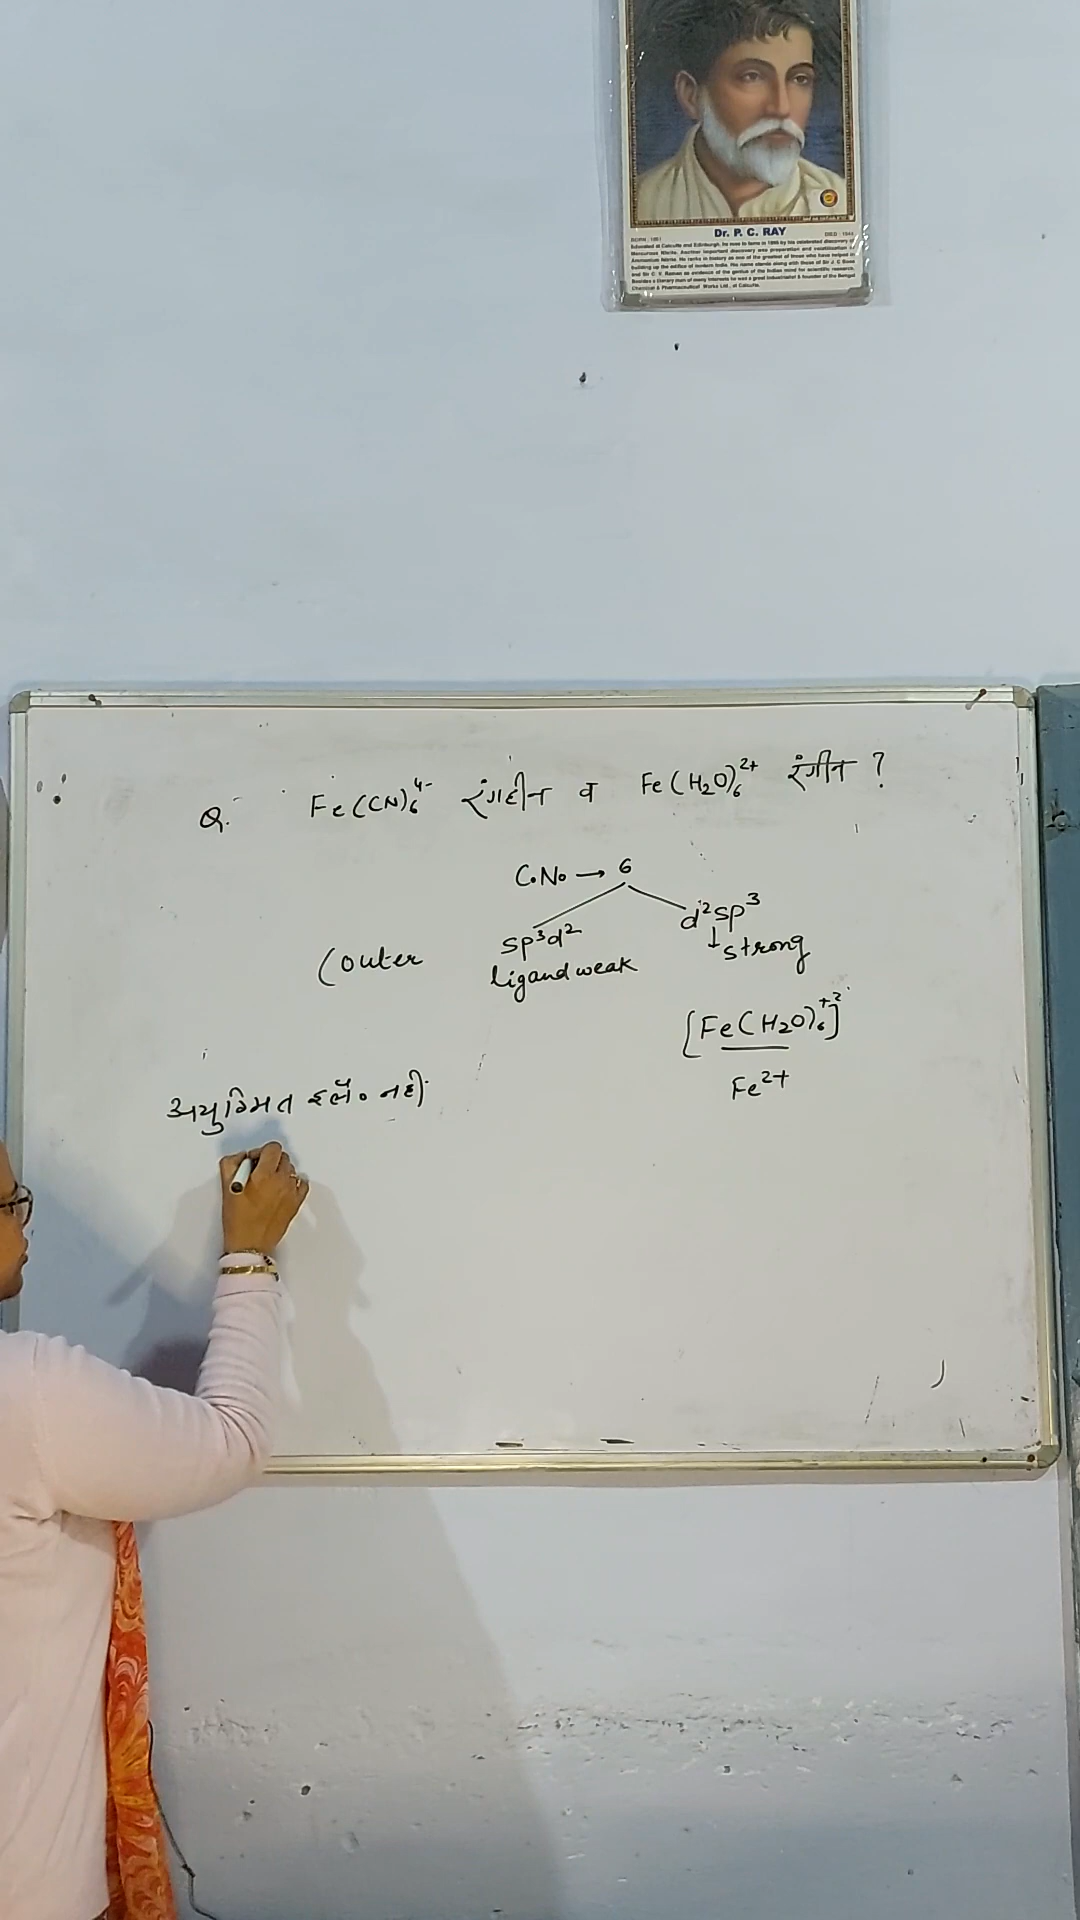 Dr. P. C. RAY
Q. Fe(CN)₆⁴⁻ रंगहीन व Fe(H₂O)₆²⁺ रंगीन ?
C.No → 6
sp³d² d²sp³
(outer ligand weak ↓ strong
[Fe(H₂O)₆]⁺²
Fe²⁺
अयुग्मित इलै० नहीं